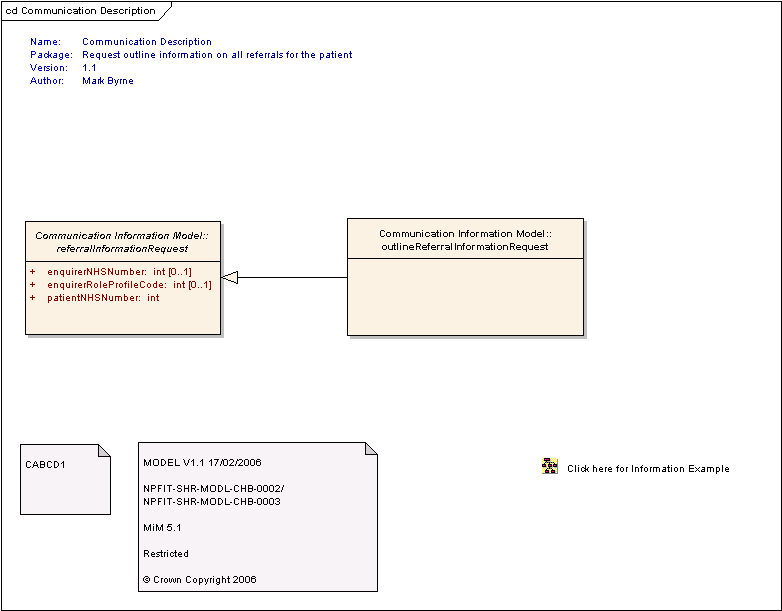 cd Communication Description
Name: Communication Description
Package: Request outline information on all referrals for the patient
Version: 1.1
Author: Mark Byrne
Communication Information Model::
referralInformationRequest
+ enquirerNHSNumber: int [0..1]
+ enquirerRoleProfileCode: int [0..1]
+ patientNHSNumber: int
Communication Information Model::
outlineReferralInformationRequest
CABCD1
MODEL V1.1 17/02/2006
NPFIT-SHR-MODL-CHB-0002/
NPFIT-SHR-MODL-CHB-0003
MiM 5.1
Restricted
© Crown Copyright 2006
Click here for Information Example